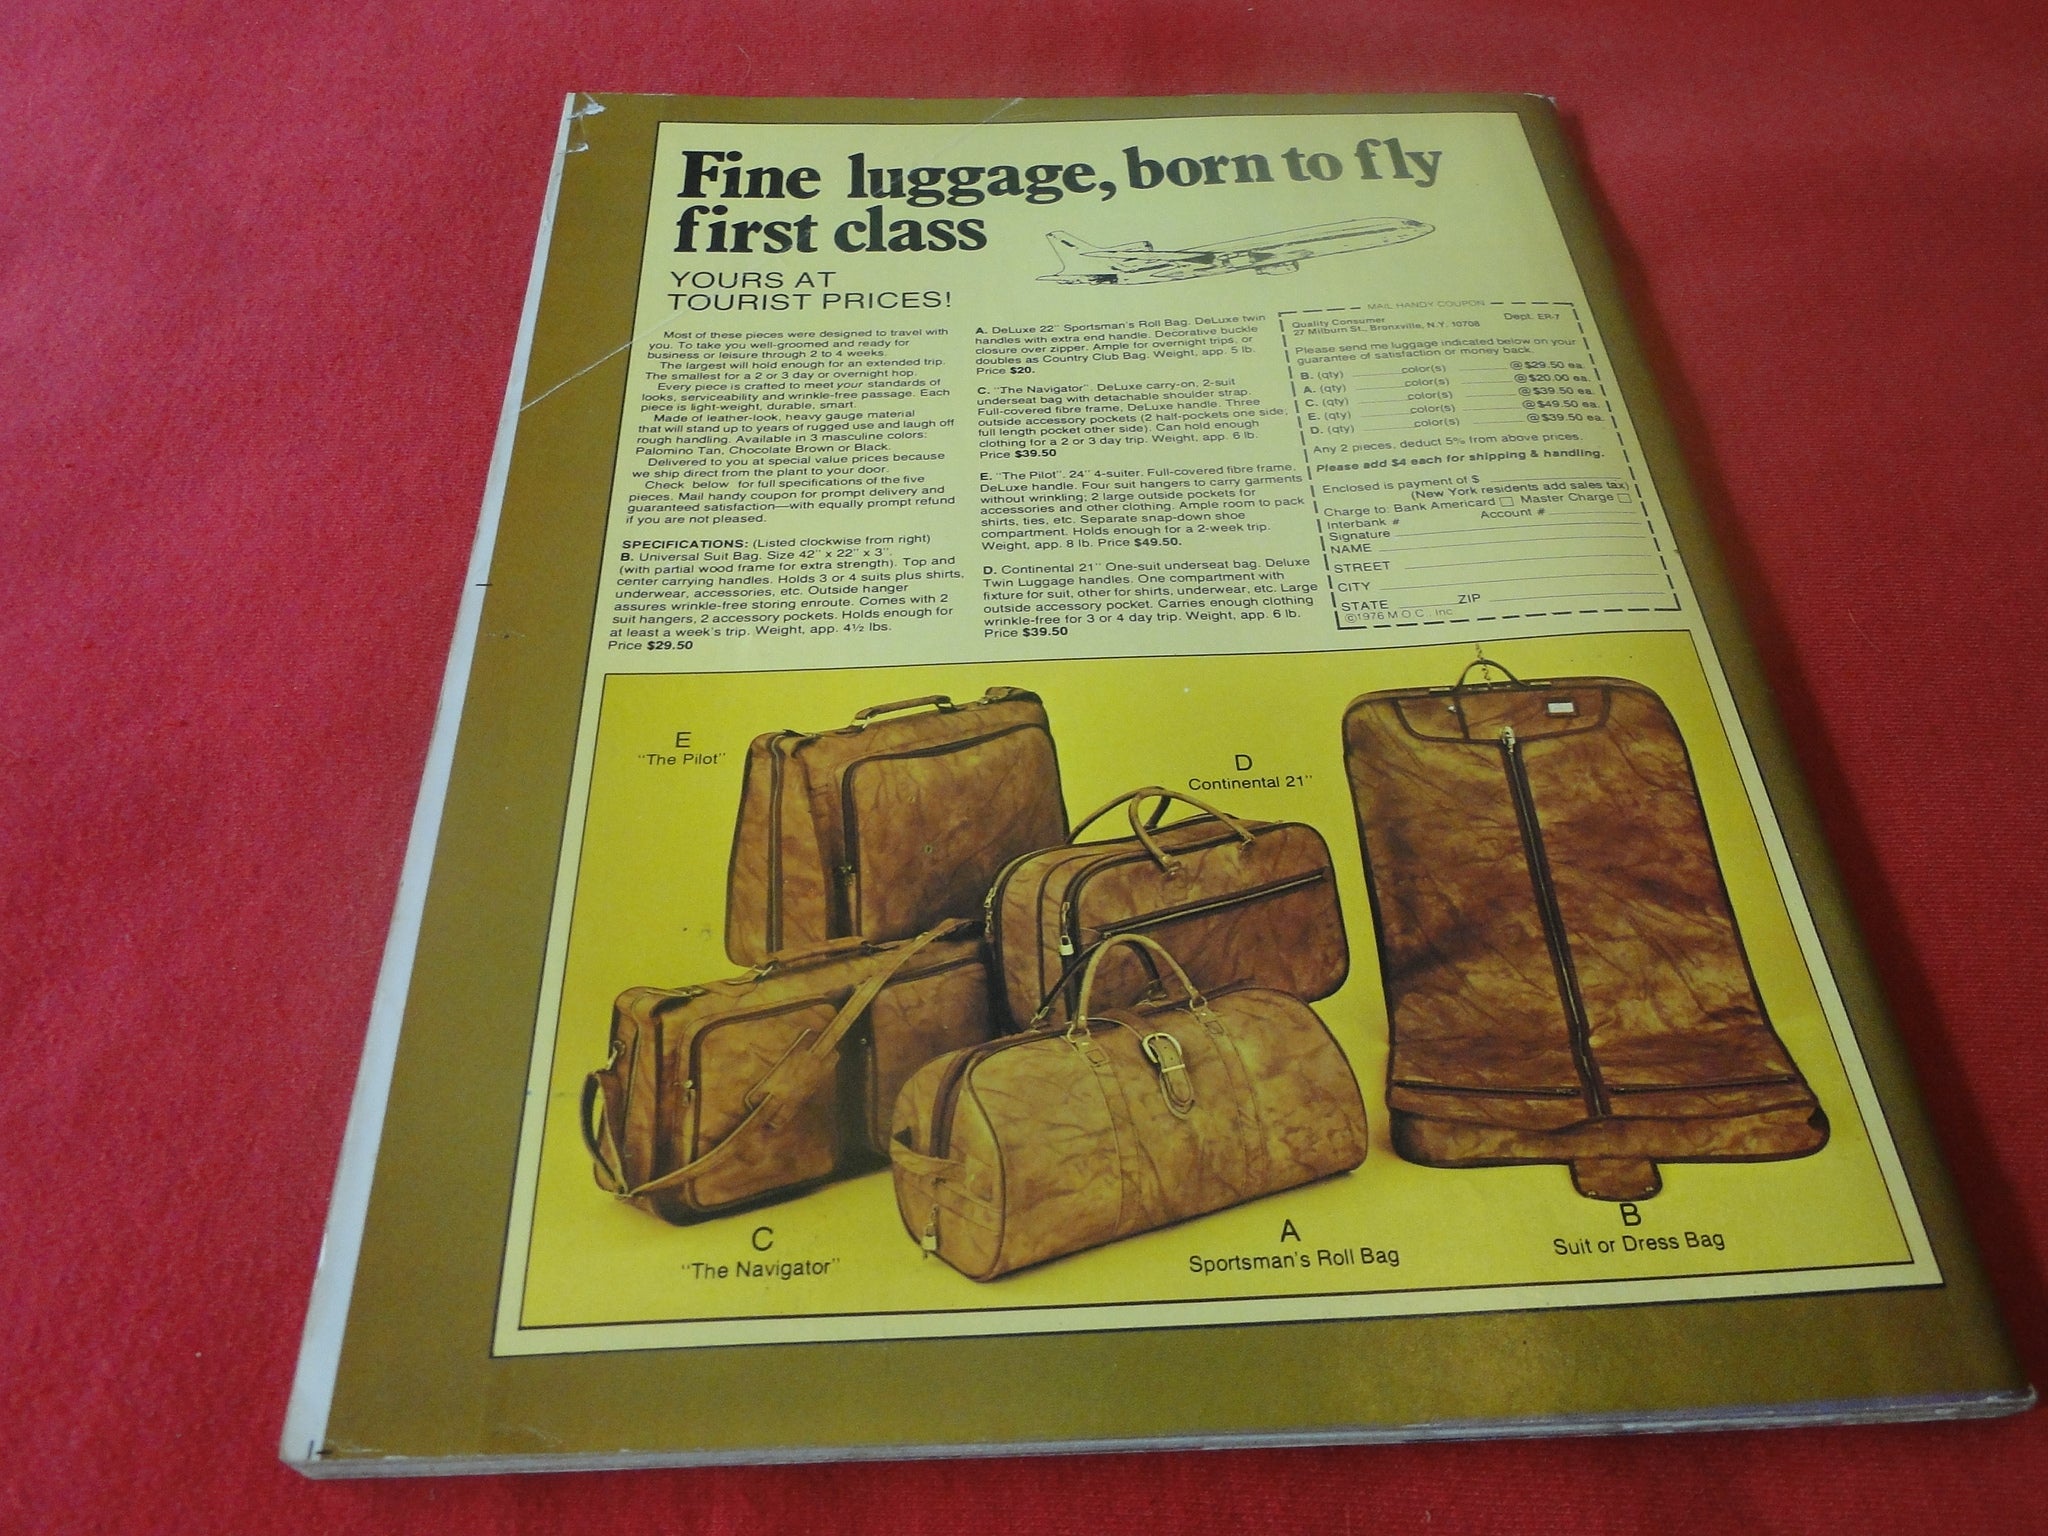 Fine luggage, born to fly
first class
YOURS AT
TOURIST PRICES!
Most of these pieces were designed to travel with
you. To take you well-groomed and ready for
business or leisure through 2 to 4 weeks.
The largest will hold enough for an extended trip.
The smallest for a 2 or 3 day or overnight hop.
Every piece is crafted to meet your standards of
looks, serviceability and wrinkle-free passage. Each
piece is light-weight, durable, smart.
Made of leather-look, heavy gauge material
that will stand up to years of rugged use and laugh off
rough handling. Available in 3 masculine colors:
Palomino Tan, Chocolate Brown or Black.
Delivered to you at special value prices because
we ship direct from the plant to your door.
Check below for full specifications of the five
pieces. Mail handy coupon for prompt delivery and
guaranteed satisfaction—with equally prompt refund
if you are not pleased.
SPECIFICATIONS: (Listed clockwise from right)
B. Universal Suit Bag. Size 42" x 22" x 3".
(with partial wood frame for extra strength). Top and
center carrying handles. Holds 3 or 4 suits plus shirts,
underwear, accessories, etc. Outside hanger
assures wrinkle-free storing enroute. Comes with 2
suit hangers, 2 accessory pockets. Holds enough for
at least a week's trip. Weight, app. 4½ lbs.
Price $29.50
A. DeLuxe 22" Sportsman's Roll Bag. DeLuxe twin
handles with extra end handle. Decorative buckle
closure over zipper. Ample for overnight trips, or
doubles as Country Club Bag. Weight, app. 5 lb.
Price $20.
C. "The Navigator". DeLuxe carry-on, 2-suit
underseat bag with detachable shoulder strap.
Full-covered fibre frame, DeLuxe handle. Three
outside accessory pockets (2 half-pockets one side;
full length pocket other side). Can hold enough
clothing for a 2 or 3 day trip. Weight, app. 6 lb.
Price $39.50
E. "The Pilot". 24" 4-suiter. Full-covered fibre frame,
DeLuxe handle. Four suit hangers to carry garments
without wrinkling; 2 large outside pockets for
accessories and other clothing. Ample room to pack
shirts, ties, etc. Separate snap-down shoe
compartment. Holds enough for a 2-week trip.
Weight, app. 8 lb. Price $49.50.
D. Continental 21" One-suit underseat bag. Deluxe
Twin Luggage handles. One compartment with
fixture for suit, other for shirts, underwear, etc. Large
outside accessory pocket. Carries enough clothing
wrinkle-free for 3 or 4 day trip. Weight, app. 6 lb.
Price $39.50
MAIL HANDY COUPON
Quality Consumer Dept. ER-7
27 Milburn St., Bronxville, N.Y. 10708
Please send me luggage indicated below on your
guarantee of satisfaction or money back.
B. (qty) color(s) @ $29.50 ea.
A. (qty) color(s) @ $20.00 ea.
C. (qty) color(s) @ $39.50 ea.
E. (qty) color(s) @ $49.50 ea.
D. (qty) color(s) @ $39.50 ea.
Any 2 pieces, deduct 5% from above prices.
Please add $4 each for shipping & handling.
Enclosed is payment of $
(New York residents add sales tax)
Charge to: Bank Americard Master Charge
Interbank # Account #
Signature
NAME
STREET
CITY
STATE ZIP
©1976 M.O.C., Inc.
E
"The Pilot"
D
Continental 21"
C
"The Navigator"
A
Sportsman's Roll Bag
B
Suit or Dress Bag